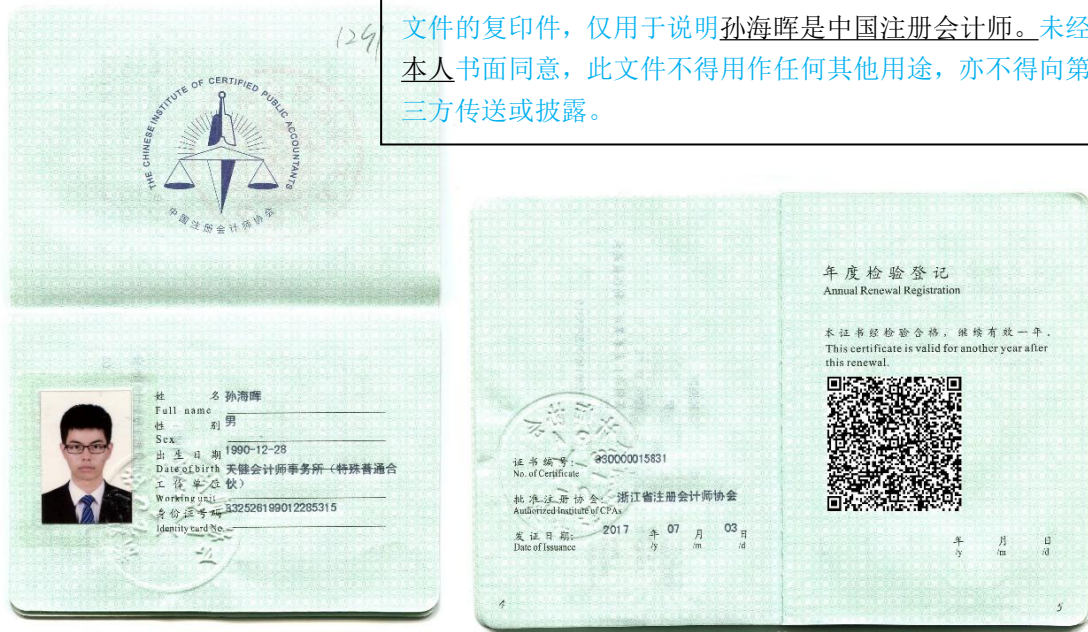 文件的复印件，仅用于说明孙海晖是中国注册会计师。未经
本人书面同意，此文件不得用作任何其他用途，亦不得向第
三方传送或披露。
THE CHINESE INSTITUTE OF CERTIFIED PUBLIC ACCOUNTANTS
中国注册会计师协会
姓 名 孙海晖
Full name
性 别 男
Sex
出生日期 1990-12-28
Date of birth
工作单位 天健会计师事务所（特殊普通合
伙）
Working unit
身份证号码 332526199012285315
Identity card No.
证书编号： 330000015831
No. of Certificate
批准注册协会： 浙江省注册会计师协会
Authorized Institute of CPAs
发证日期： 2017 年 07 月 03 日
Date of Issuance /y /m /d
4
年度检验登记
Annual Renewal Registration
本证书经检验合格，继续有效一年。
This certificate is valid for another year after
this renewal.
年 月 日
/y /m /d
5